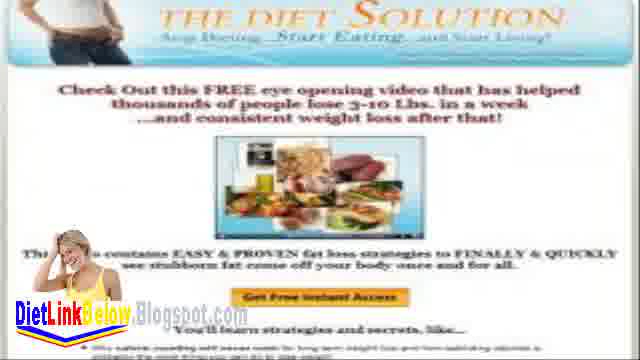 THE DIET SOLUTION
Stop Dieting...Start Eating...and Start Living!
Check Out this FREE eye opening video that has helped
thousands of people lose 3-10 Lbs. in a week
...and consistent weight loss after that!
contains EASY & PROVEN fat loss strategies to FINALLY & QUICKLY
see stubborn fat come off your body once and for all.
DietLinkBelow.Blogspot.com
Get Free Instant Access
You'll learn strategies and secrets, like...